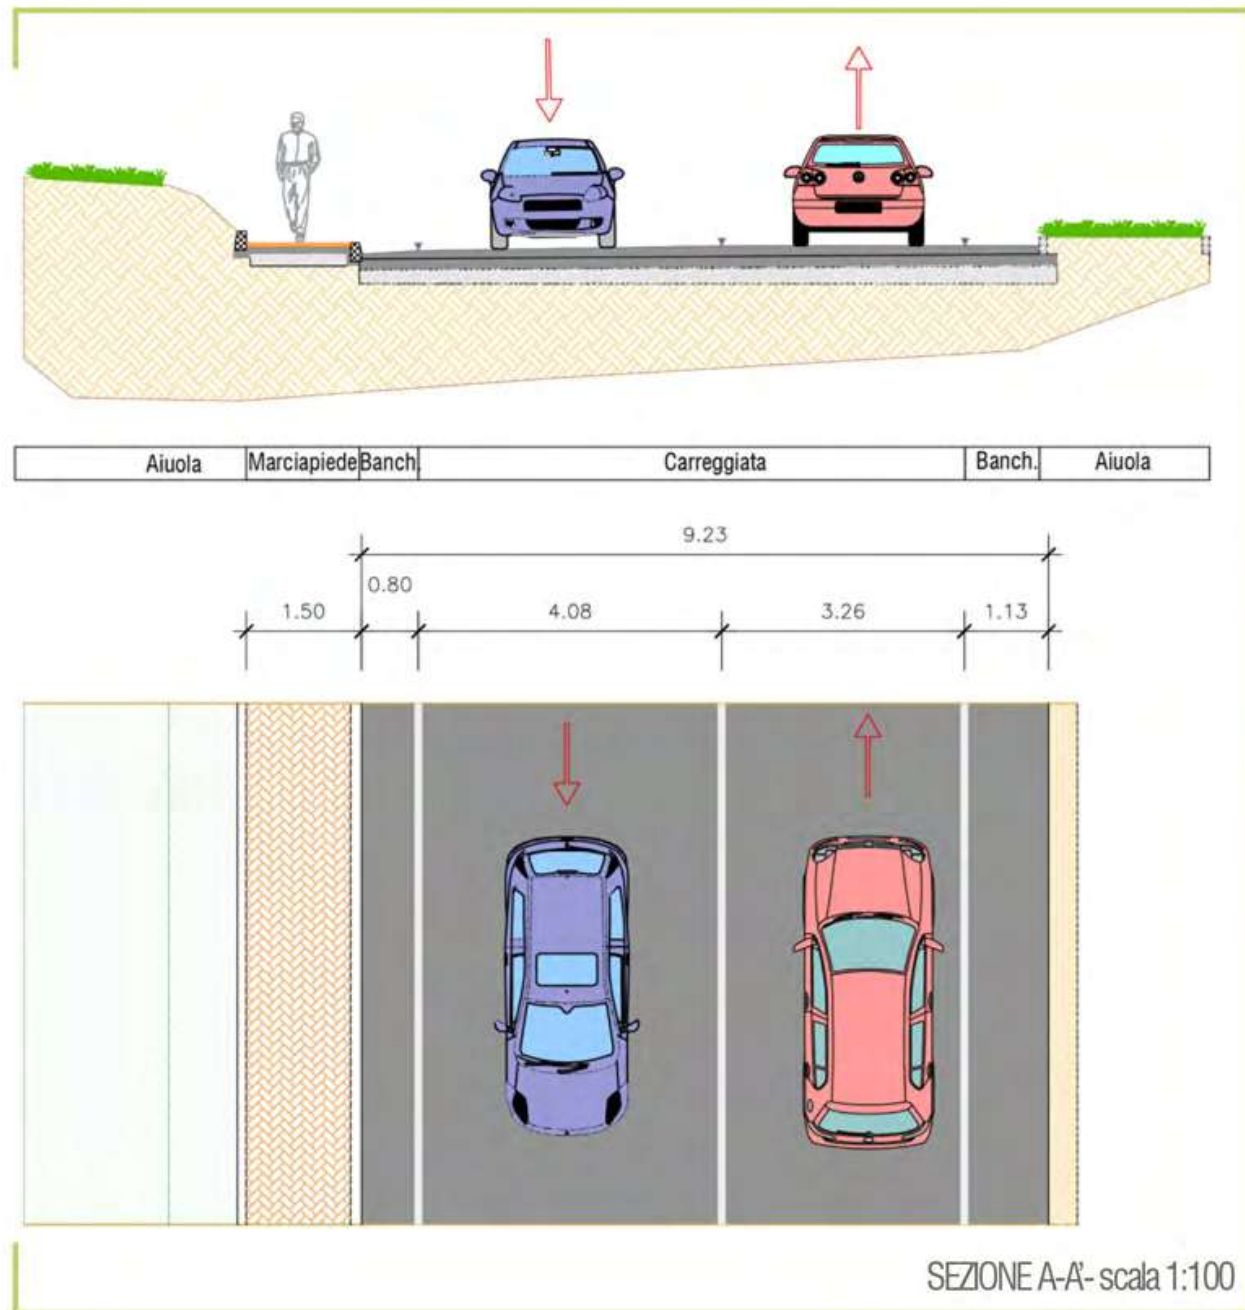 Aiuola Marciapiede Banch. Carreggiata Banch. Aiuola
9.23
0.80
1.50 4.08 3.26 1.13
SEZIONE A-A'- scala 1:100